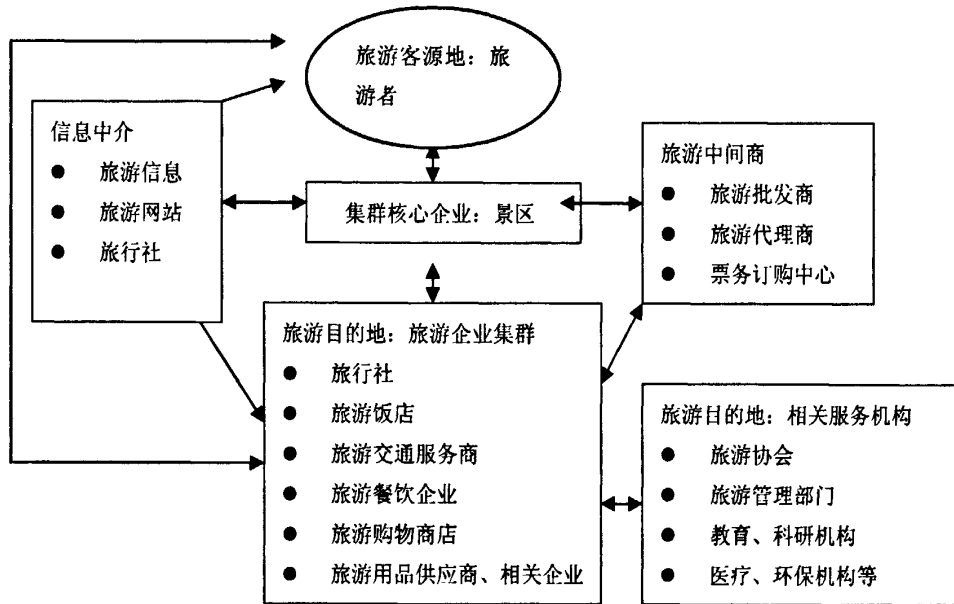 旅游客源地：旅
游者
信息中介
● 旅游信息
● 旅游网站
● 旅行社
集群核心企业：景区
旅游中间商
● 旅游批发商
● 旅游代理商
● 票务订购中心
旅游目的地：旅游企业集群
● 旅行社
● 旅游饭店
● 旅游交通服务商
● 旅游餐饮企业
● 旅游购物商店
● 旅游用品供应商、相关企业
旅游目的地：相关服务机构
● 旅游协会
● 旅游管理部门
● 教育、科研机构
● 医疗、环保机构等